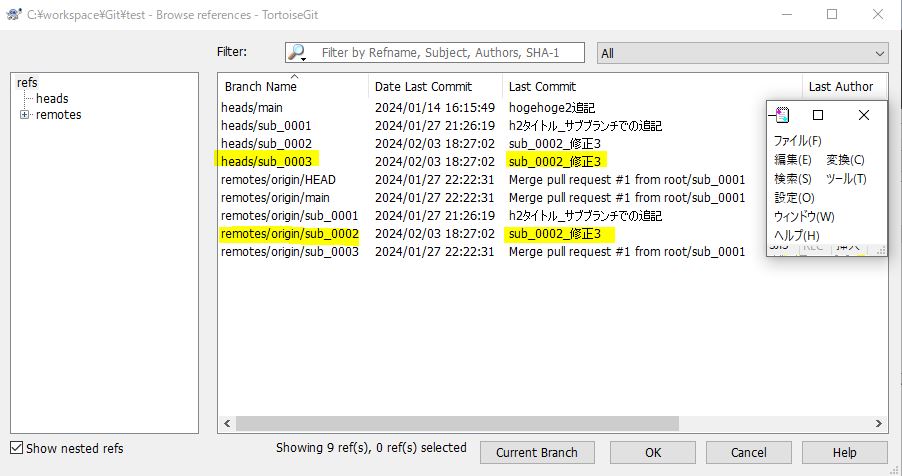 C:¥workspace¥Git¥test - Browse references - TortoiseGit
Filter: Filter by Refname, Subject, Authors, SHA-1 All
refs
heads
remotes
Branch Name Date Last Commit Last Commit Last Author
heads/main 2024/01/14 16:15:49 hogehoge2追記
heads/sub_0001 2024/01/27 21:26:19 h2タイトル_サブブランチでの追記
heads/sub_0002 2024/02/03 18:27:02 sub_0002_修正3
heads/sub_0003 2024/02/03 18:27:02 sub_0002_修正3
remotes/origin/HEAD 2024/01/27 22:22:31 Merge pull request #1 from root/sub_0001
remotes/origin/main 2024/01/27 22:22:31 Merge pull request #1 from root/sub_0001
remotes/origin/sub_0001 2024/01/27 21:26:19 h2タイトル_サブブランチでの追記
remotes/origin/sub_0002 2024/02/03 18:27:02 sub_0002_修正3
remotes/origin/sub_0003 2024/01/27 22:22:31 Merge pull request #1 from root/sub_0001
ファイル(F)
編集(E) 変換(C)
検索(S) ツール(T)
設定(O)
ウィンドウ(W)
ヘルプ(H)
REC 挿入
Show nested refs
Showing 9 ref(s), 0 ref(s) selected
Current Branch OK Cancel Help